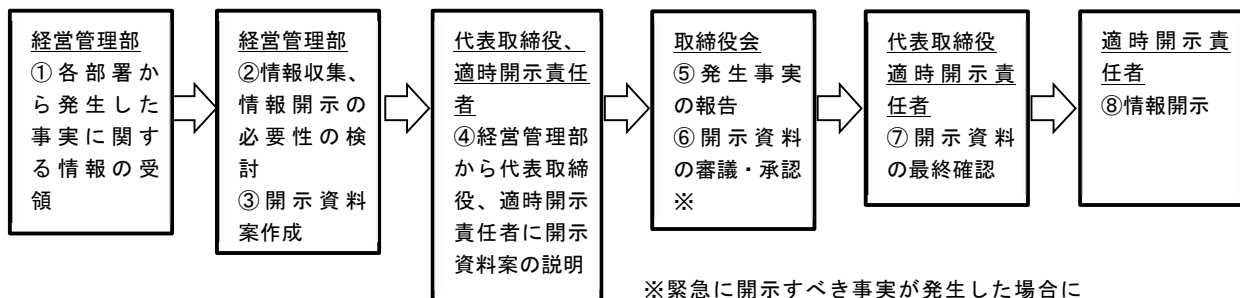 経営管理部
①各部署か
ら発生した
事実に関す
る情報の受
領
経営管理部
②情報収集、
情報開示の
必要性の検
討
③開示資料
案作成
代表取締役、
適時開示責任
者
④経営管理部
から代表取締
役、適時開示
責任者に開示
資料案の説明
取締役会
⑤発生事実
の報告
⑥開示資料
の審議・承認
※
代表取締役
適時開示責
任者
⑦開示資料
の最終確認
適時開示責
任者
⑧情報開示
※緊急に開示すべき事実が発生した場合に